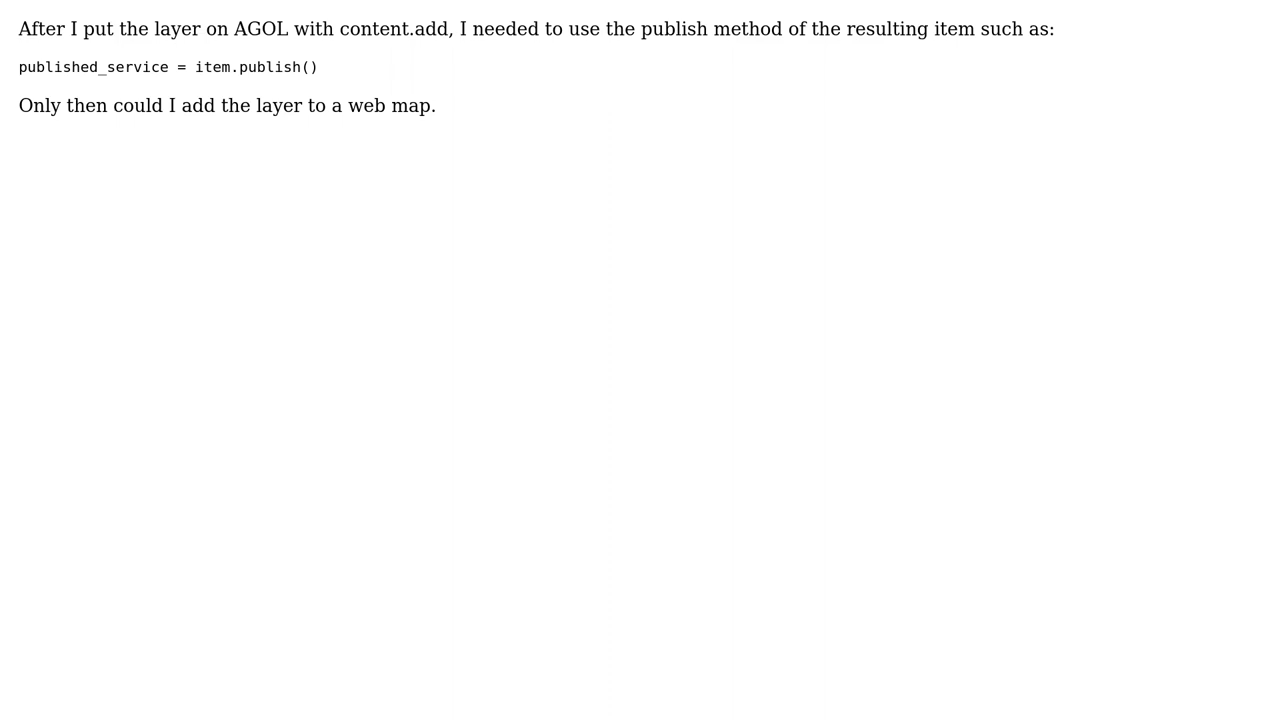 After I put the layer on AGOL with content.add, I needed to use the publish method of the resulting item such as:
published_service = item.publish()
Only then could I add the layer to a web map.